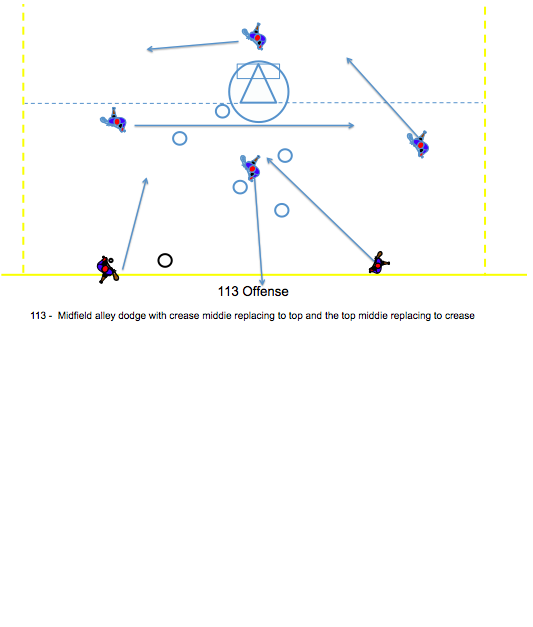 113 Offense
113 -  Midfield alley dodge with crease middie replacing to top and the top middie replacing to crease